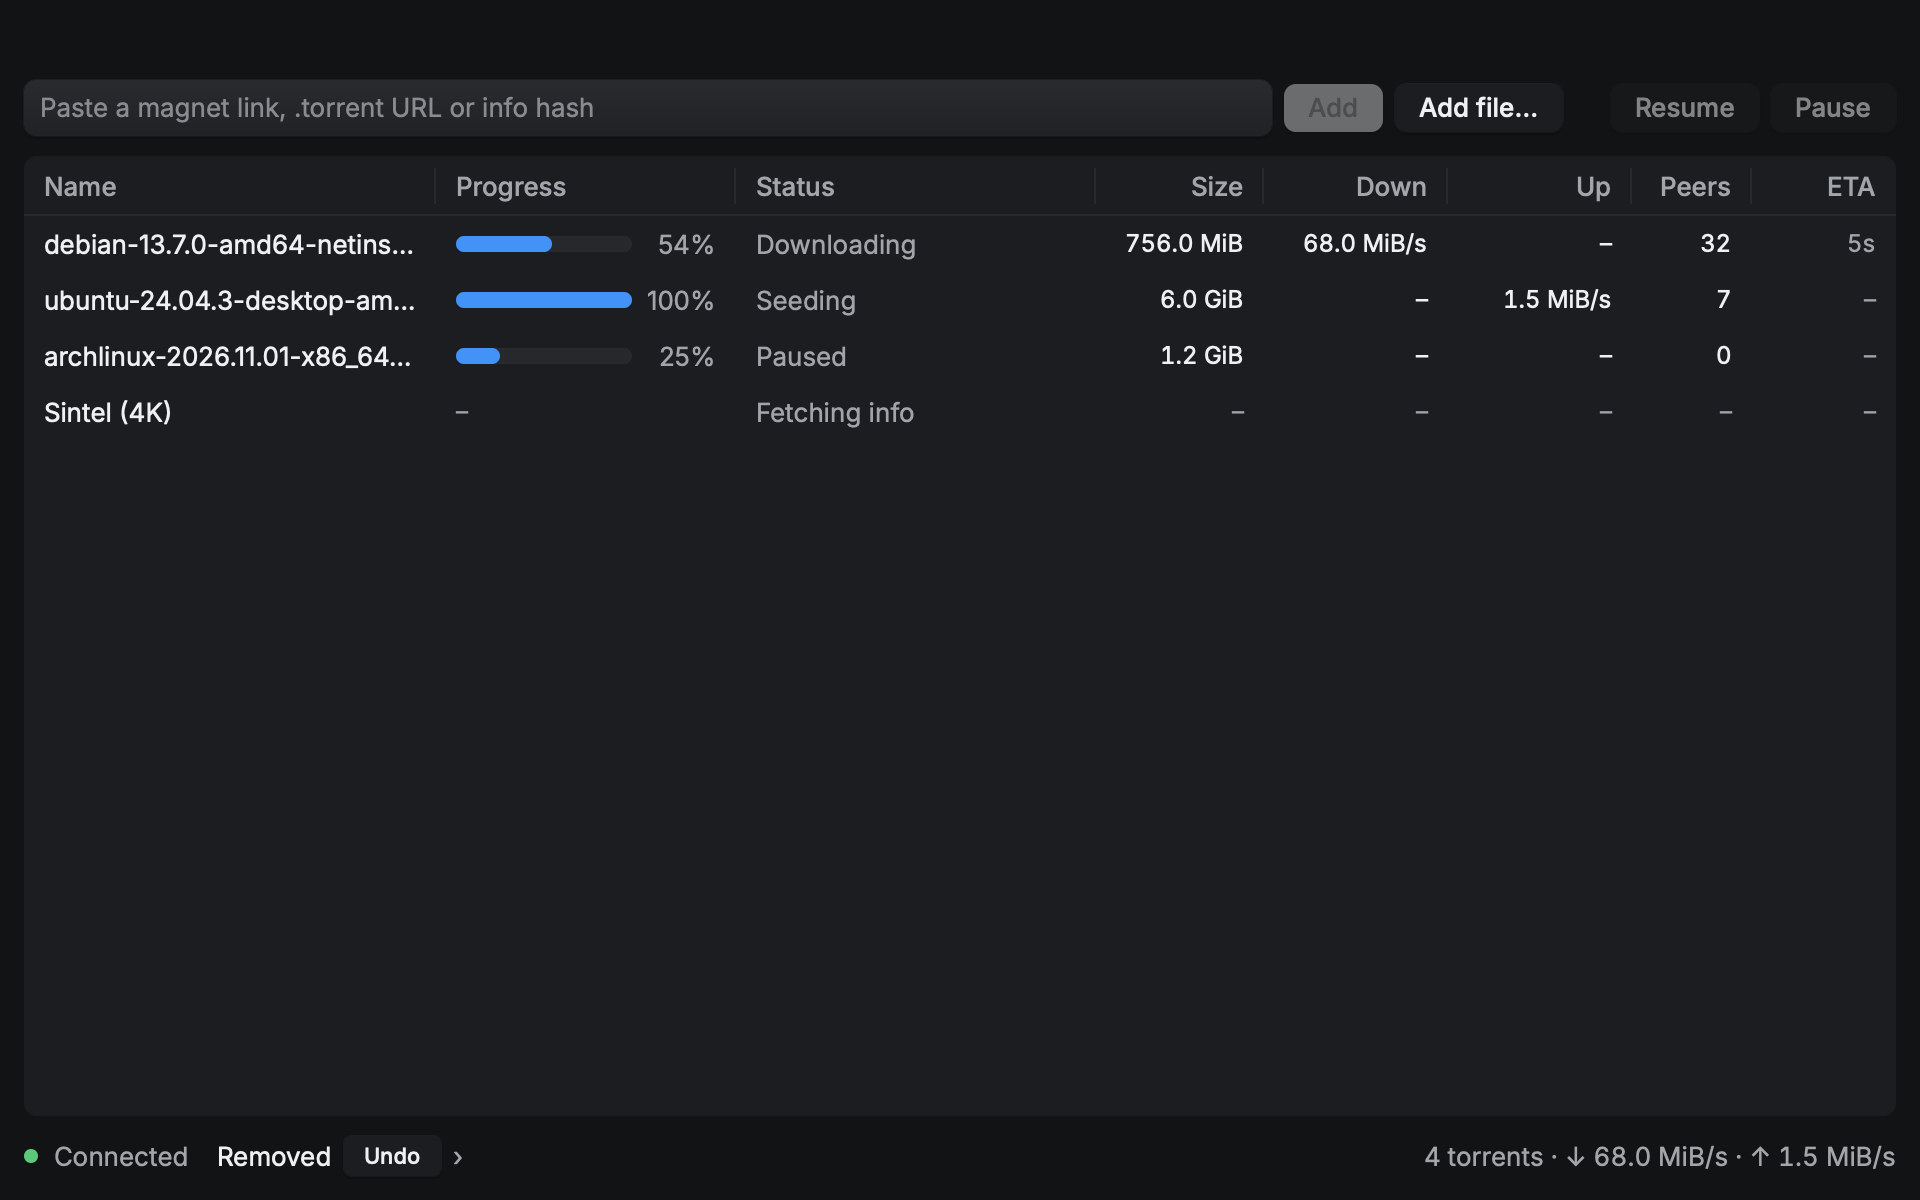 Paste a magnet link, .torrent URL or info hash Add Add file... Resume Pause
Name Progress Status Size Down Up Peers ETA
debian-13.7.0-amd64-netins... 54% Downloading 756.0 MiB 68.0 MiB/s – 32 5s
ubuntu-24.04.3-desktop-am... 100% Seeding 6.0 GiB – 1.5 MiB/s 7 –
archlinux-2026.11.01-x86_64... 25% Paused 1.2 GiB – – 0 –
Sintel (4K) – Fetching info – – – – –
Connected Removed Undo › 4 torrents · ↓ 68.0 MiB/s · ↑ 1.5 MiB/s